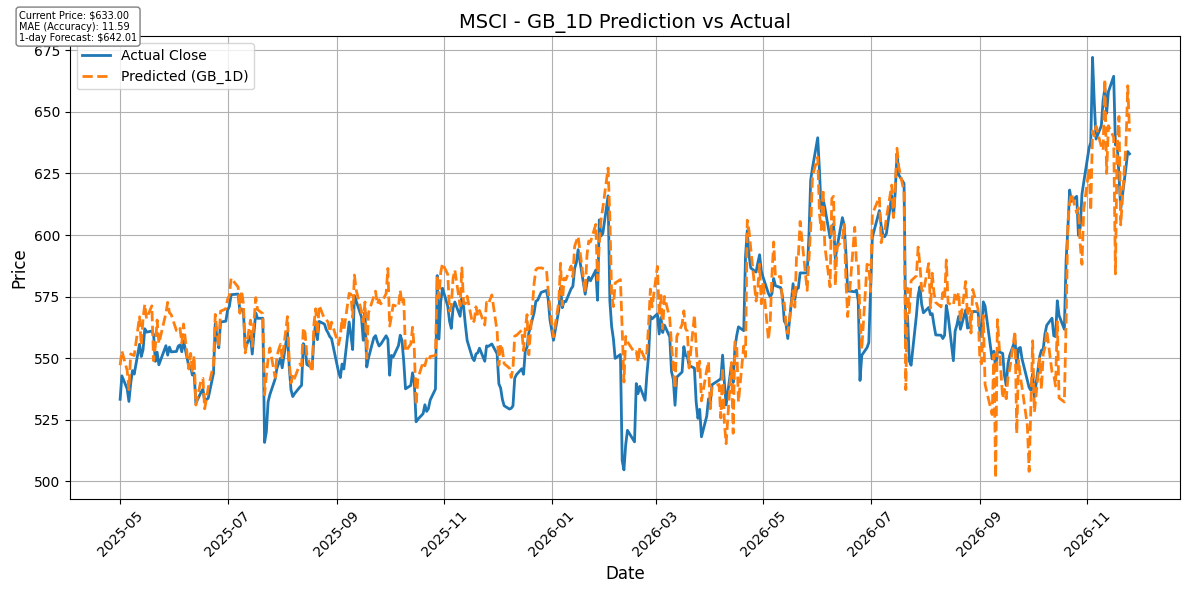 MSCI - GB_1D Prediction vs Actual
Current Price: $633.00
MAE (Accuracy): 11.59
1-day Forecast: $642.01
Actual Close
Predicted (GB_1D)
Price
675
650
625
600
575
550
525
500
2025-05
2025-07
2025-09
2025-11
2026-01
2026-03
2026-05
2026-07
2026-09
2026-11
Date